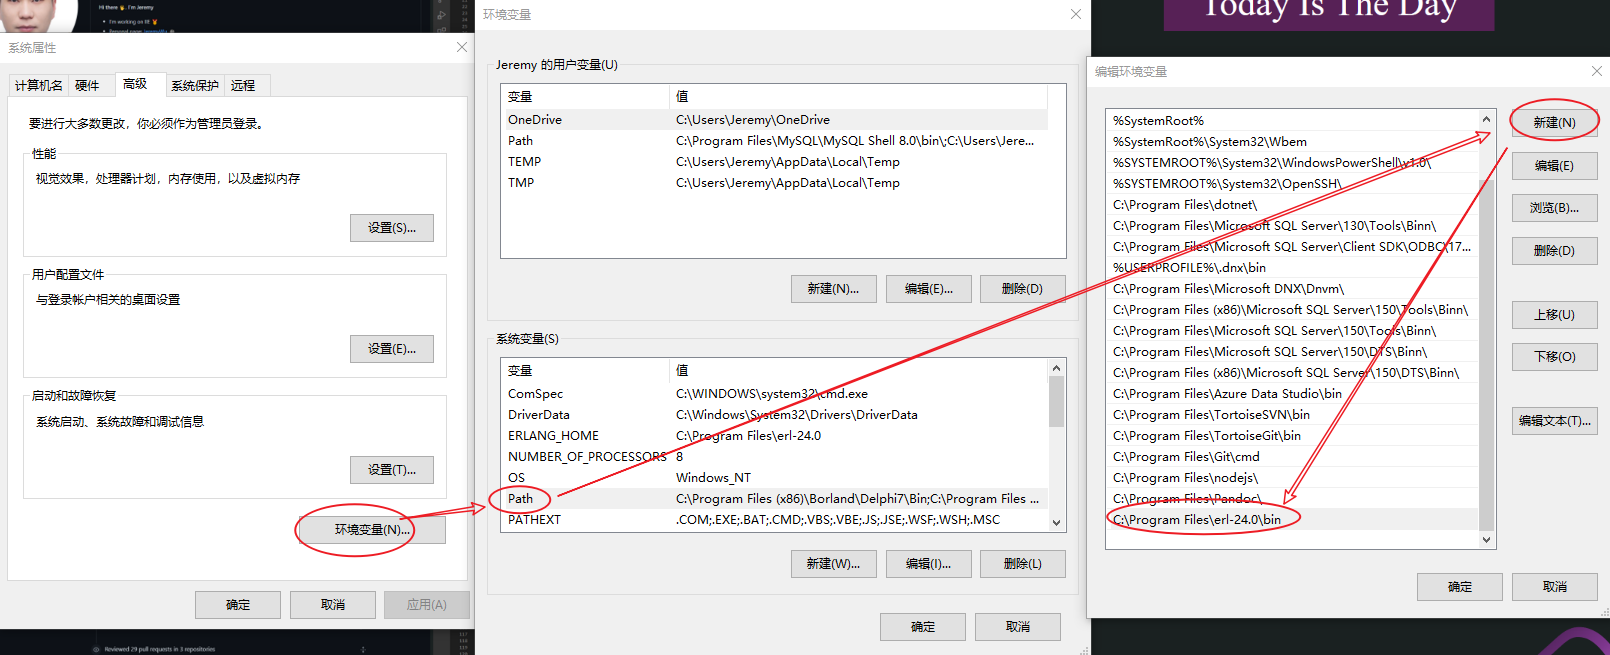 Hi there 👋, I'm Jeremy
I'm working on it! 👋
Today Is The Day
系统属性
计算机名
硬件
高级
系统保护
远程
要进行大多数更改，你必须作为管理员登录。
性能
视觉效果，处理器计划，内存使用，以及虚拟内存
设置(S)...
用户配置文件
与登录帐户相关的桌面设置
设置(E)...
启动和故障恢复
系统启动、系统故障和调试信息
设置(T)...
环境变量(N)...
确定
取消
应用(A)
Reviewed 29 pull requests in 3 repositories
环境变量
Jeremy 的用户变量(U)
变量 值
OneDrive C:\Users\Jeremy\OneDrive
Path C:\Program Files\MySQL\MySQL Shell 8.0\bin\;C:\Users\Jere...
TEMP C:\Users\Jeremy\AppData\Local\Temp
TMP C:\Users\Jeremy\AppData\Local\Temp
新建(N)...
编辑(E)...
删除(D)
系统变量(S)
变量 值
ComSpec C:\WINDOWS\system32\cmd.exe
DriverData C:\Windows\System32\Drivers\DriverData
ERLANG_HOME C:\Program Files\erl-24.0
NUMBER_OF_PROCESSORS 8
OS Windows_NT
Path C:\Program Files (x86)\Borland\Delphi7\Bin;C:\Program Files ...
PATHEXT .COM;.EXE;.BAT;.CMD;.VBS;.VBE;.JS;.JSE;.WSF;.WSH;.MSC
新建(W)...
编辑(I)...
删除(L)
确定
取消
编辑环境变量
%SystemRoot%
%SystemRoot%\System32\Wbem
%SYSTEMROOT%\System32\WindowsPowerShell\v1.0\
%SYSTEMROOT%\System32\OpenSSH\
C:\Program Files\dotnet\
C:\Program Files\Microsoft SQL Server\130\Tools\Binn\
C:\Program Files\Microsoft SQL Server\Client SDK\ODBC\17...
%USERPROFILE%\.dnx\bin
C:\Program Files\Microsoft DNX\Dnvm\
C:\Program Files (x86)\Microsoft SQL Server\150\Tools\Binn\
C:\Program Files\Microsoft SQL Server\150\Tools\Binn\
C:\Program Files\Microsoft SQL Server\150\DTS\Binn\
C:\Program Files (x86)\Microsoft SQL Server\150\DTS\Binn\
C:\Program Files\Azure Data Studio\bin
C:\Program Files\TortoiseSVN\bin
C:\Program Files\TortoiseGit\bin
C:\Program Files\Git\cmd
C:\Program Files\nodejs\
C:\Program Files\Pandoc\
C:\Program Files\erl-24.0\bin
新建(N)
编辑(E)
浏览(B)...
删除(D)
上移(U)
下移(O)
编辑文本(T)...
确定
取消